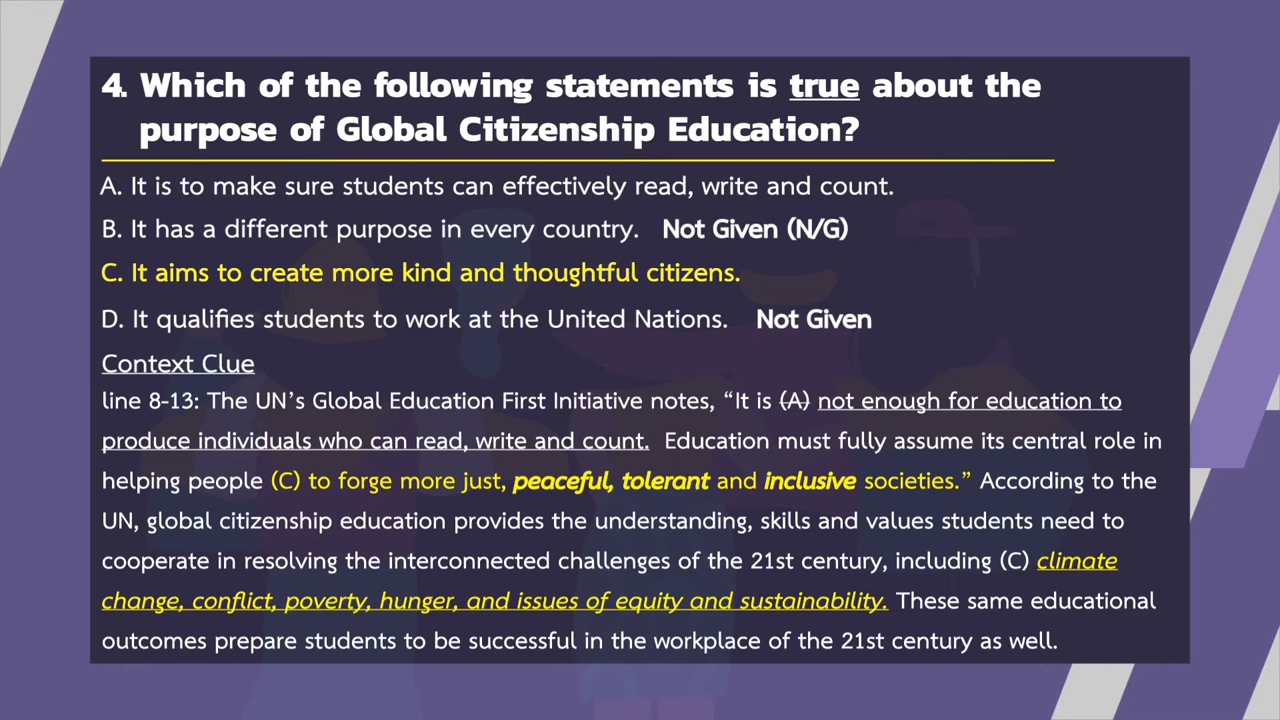 4. Which of the following statements is true about the
purpose of Global Citizenship Education?
A. It is to make sure students can effectively read, write and count.
B. It has a different purpose in every country. Not Given (N/G)
C. It aims to create more kind and thoughtful citizens.
D. It qualifies students to work at the United Nations. Not Given
Context Clue
line 8-13: The UN’s Global Education First Initiative notes, “It is (A) not enough for education to
produce individuals who can read, write and count. Education must fully assume its central role in
helping people (C) to forge more just, peaceful, tolerant and inclusive societies.” According to the
UN, global citizenship education provides the understanding, skills and values students need to
cooperate in resolving the interconnected challenges of the 21st century, including (C) climate
change, conflict, poverty, hunger, and issues of equity and sustainability. These same educational
outcomes prepare students to be successful in the workplace of the 21st century as well.